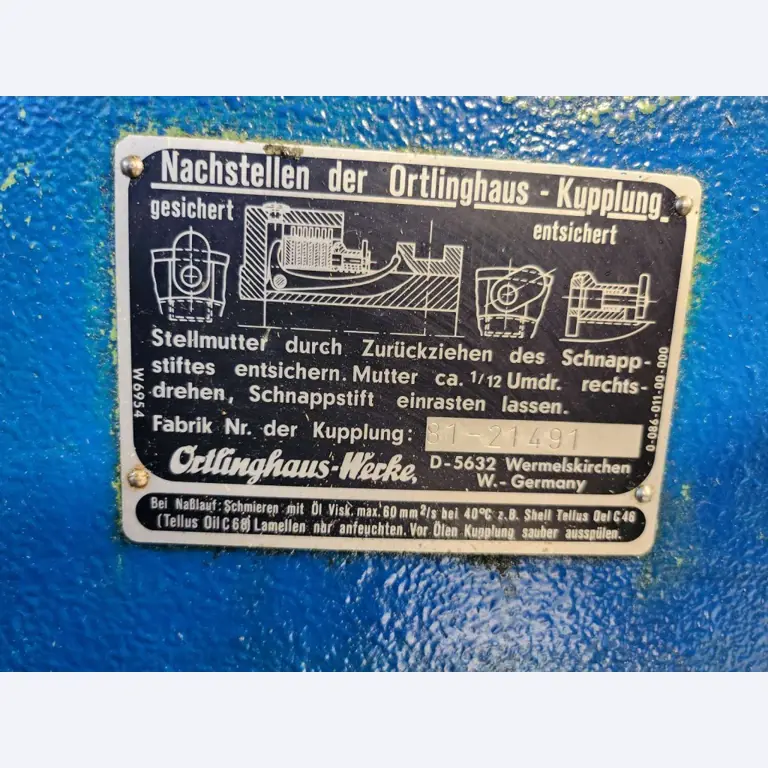 Nachstellen der Ortlinghaus - Kupplung
gesichert
entsichert
Stellmutter durch Zurückziehen des Schnapp-
stiftes entsichern. Mutter ca. 1/12 Umdr. rechts-
drehen, Schnappstift einrasten lassen.
Fabrik Nr. der Kupplung: 81-21491
Ortlinghaus-Werke,
D-5632 Wermelskirchen
W.-Germany
W6954
0-086-011-00-000
Bei Naßlauf: Schmieren mit Öl Visk. max. 60 mm²/s bei 40°C z.B. Shell Tellus Oel C46
(Tellus Oil C 68) Lamellen nur anfeuchten. Vor Ölen Kupplung sauber ausspülen.